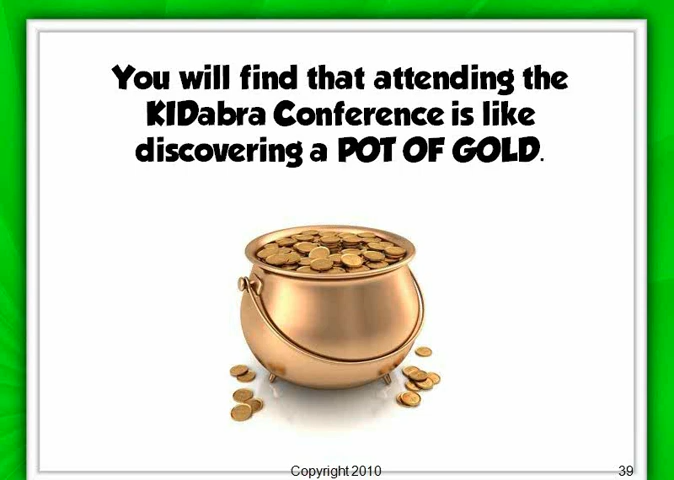 You will find that attending the
KIDabra Conference is like
discovering a POT OF GOLD.
Copyright 2010
39